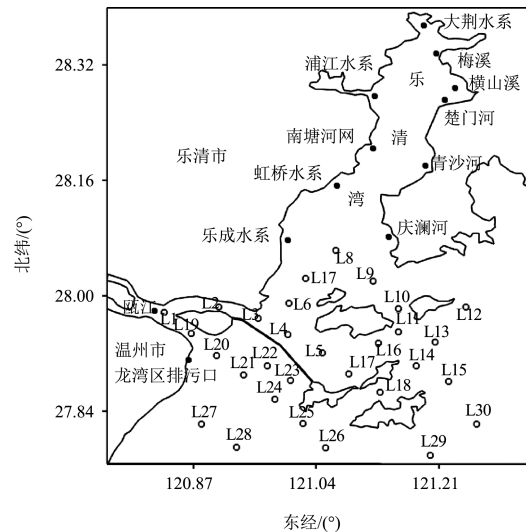 大荆水系
浦江水系
梅溪
28.32
乐
横山溪
楚门河
南塘河网
清
乐清市
青沙河
虹桥水系
28.16
湾
乐成水系
庆澜河
北纬/(°)
L8
L17
L9
28.00
瓯江
L1
L2
L3
L6
L10
L12
L19
L4
L11
L13
温州市
L20
L5
L16
龙湾区排污口
L21
L22
L23
L17
L14
L15
L24
L18
27.84
L27
L25
L30
L28
L26
L29
120.87
121.04
121.21
东经/(°)